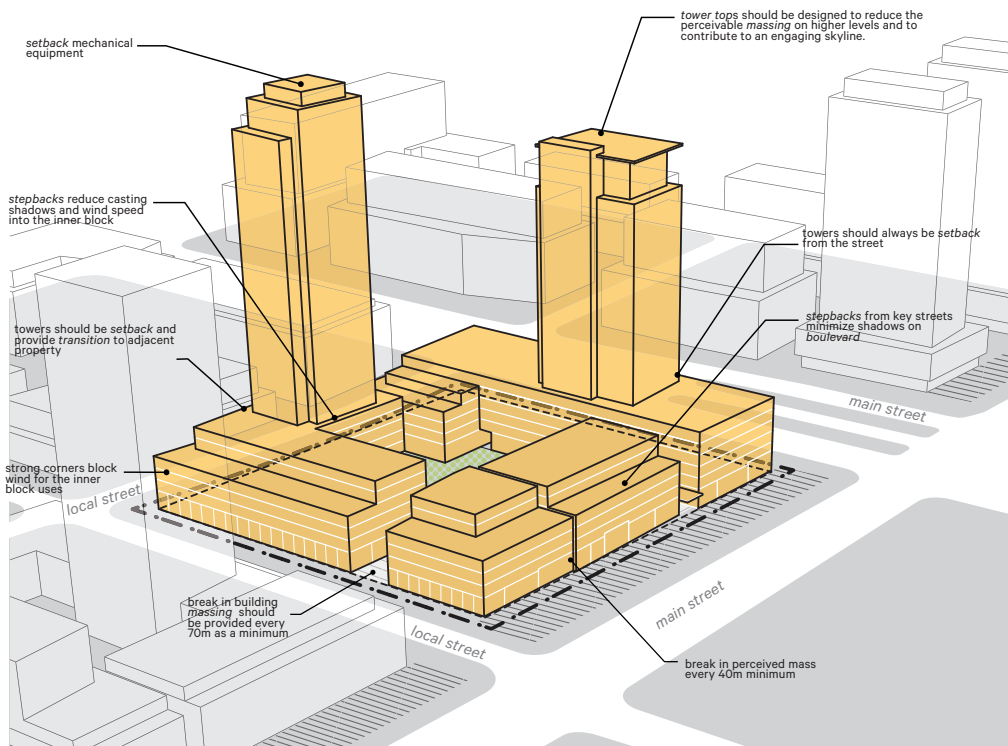 setback mechanical
equipment
tower tops should be designed to reduce the
perceivable massing on higher levels and to
contribute to an engaging skyline.
stepbacks reduce casting
shadows and wind speed
into the inner block
towers should always be setback
from the street
towers should be setback and
provide transition to adjacent
property
stepbacks from key streets
minimize shadows on
boulevard
main street
strong corners block
wind for the inner
block uses
local street
break in building
massing should
be provided every
70m as a minimum
local street
main street
break in perceived mass
every 40m minimum